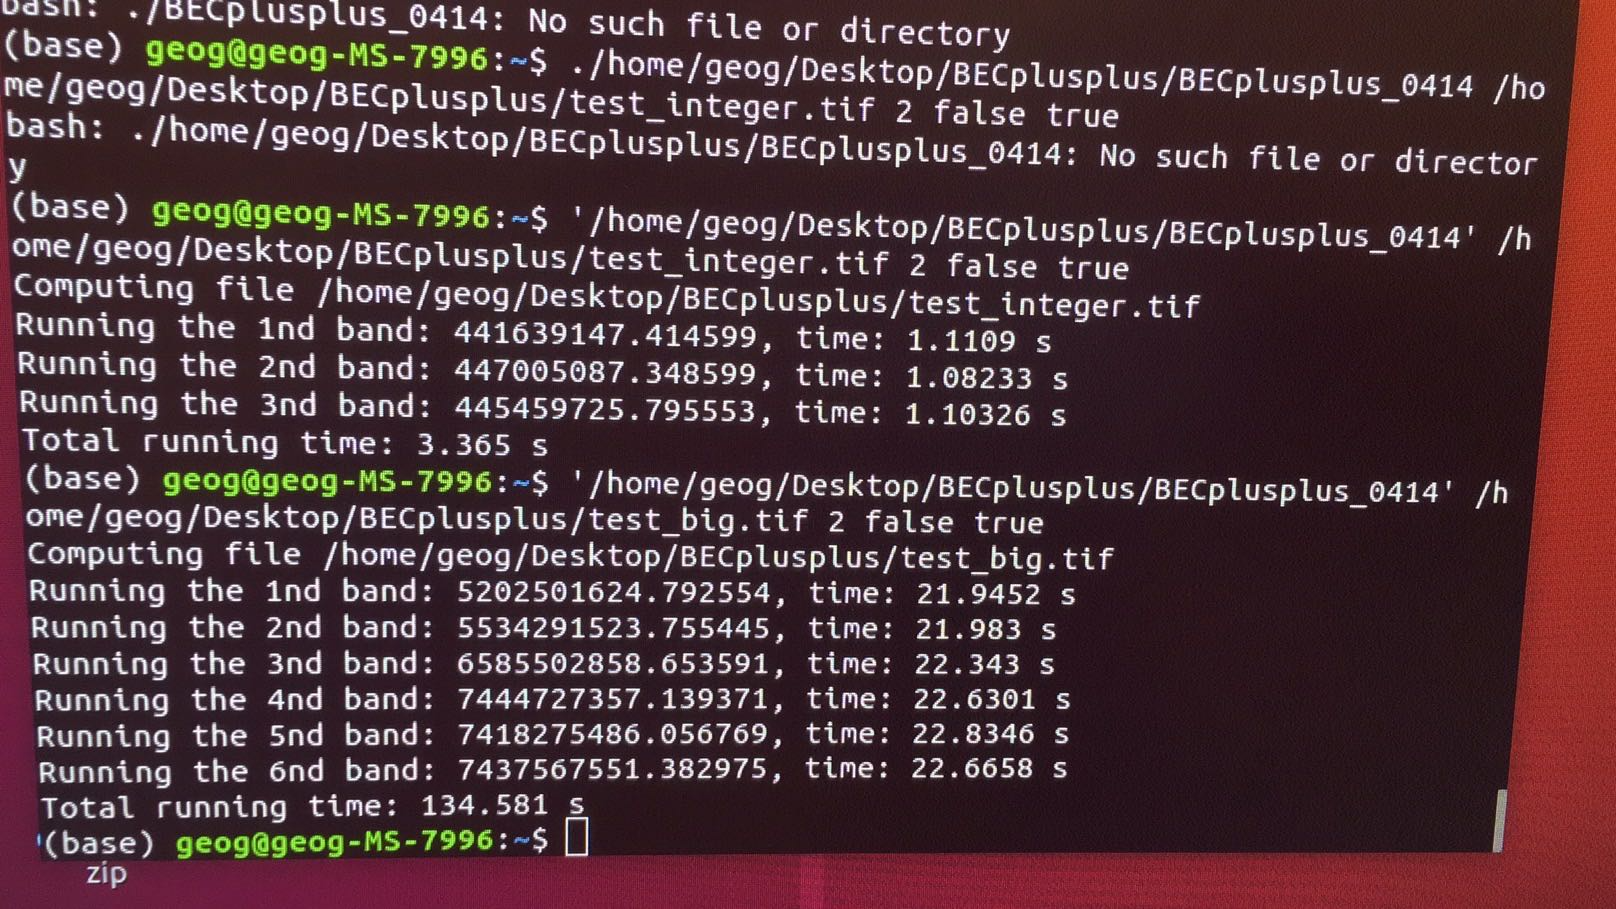 bash: ./BECplusplus_0414: No such file or directory
(base) geog@geog-MS-7996:~$ ./home/geog/Desktop/BECplusplus/BECplusplus_0414 /ho
me/geog/Desktop/BECplusplus/test_integer.tif 2 false true
bash: ./home/geog/Desktop/BECplusplus/BECplusplus_0414: No such file or director
y
(base) geog@geog-MS-7996:~$ '/home/geog/Desktop/BECplusplus/BECplusplus_0414' /h
ome/geog/Desktop/BECplusplus/test_integer.tif 2 false true
Computing file /home/geog/Desktop/BECplusplus/test_integer.tif
Running the 1nd band: 441639147.414599, time: 1.1109 s
Running the 2nd band: 447005087.348599, time: 1.08233 s
Running the 3nd band: 445459725.795553, time: 1.10326 s
Total running time: 3.365 s
(base) geog@geog-MS-7996:~$ '/home/geog/Desktop/BECplusplus/BECplusplus_0414' /h
ome/geog/Desktop/BECplusplus/test_big.tif 2 false true
Computing file /home/geog/Desktop/BECplusplus/test_big.tif
Running the 1nd band: 5202501624.792554, time: 21.9452 s
Running the 2nd band: 5534291523.755445, time: 21.983 s
Running the 3nd band: 6585502858.653591, time: 22.343 s
Running the 4nd band: 7444727357.139371, time: 22.6301 s
Running the 5nd band: 7418275486.056769, time: 22.8346 s
Running the 6nd band: 7437567551.382975, time: 22.6658 s
Total running time: 134.581 s
(base) geog@geog-MS-7996:~$
zip